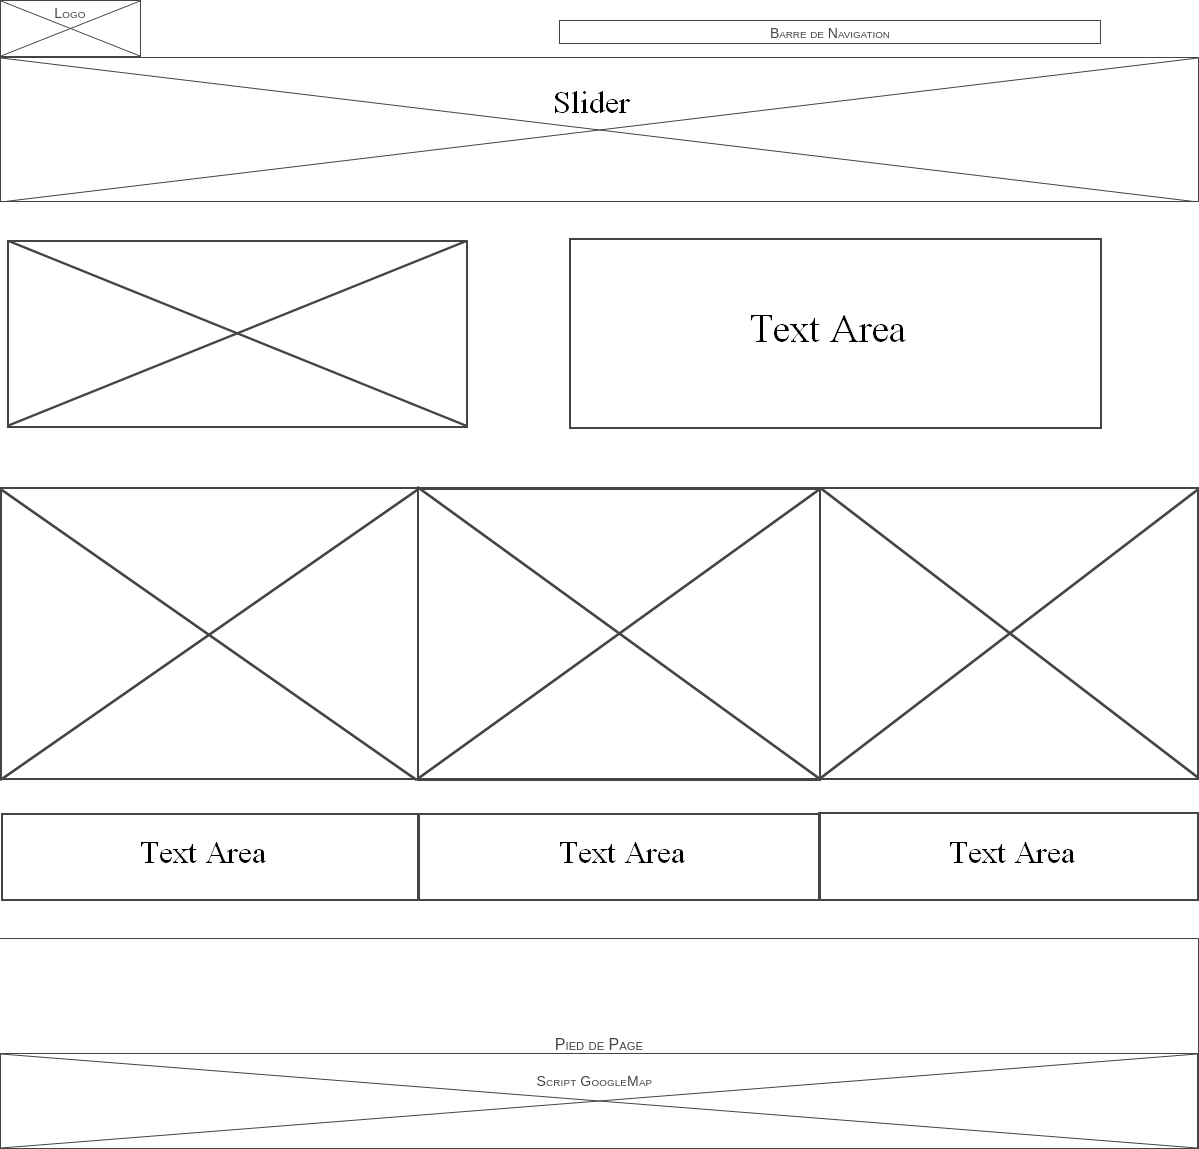 Logo
Barre de Navigation
Slider
Text Area
Text Area
Text Area
Text Area
Pied de Page
Script GoogleMap